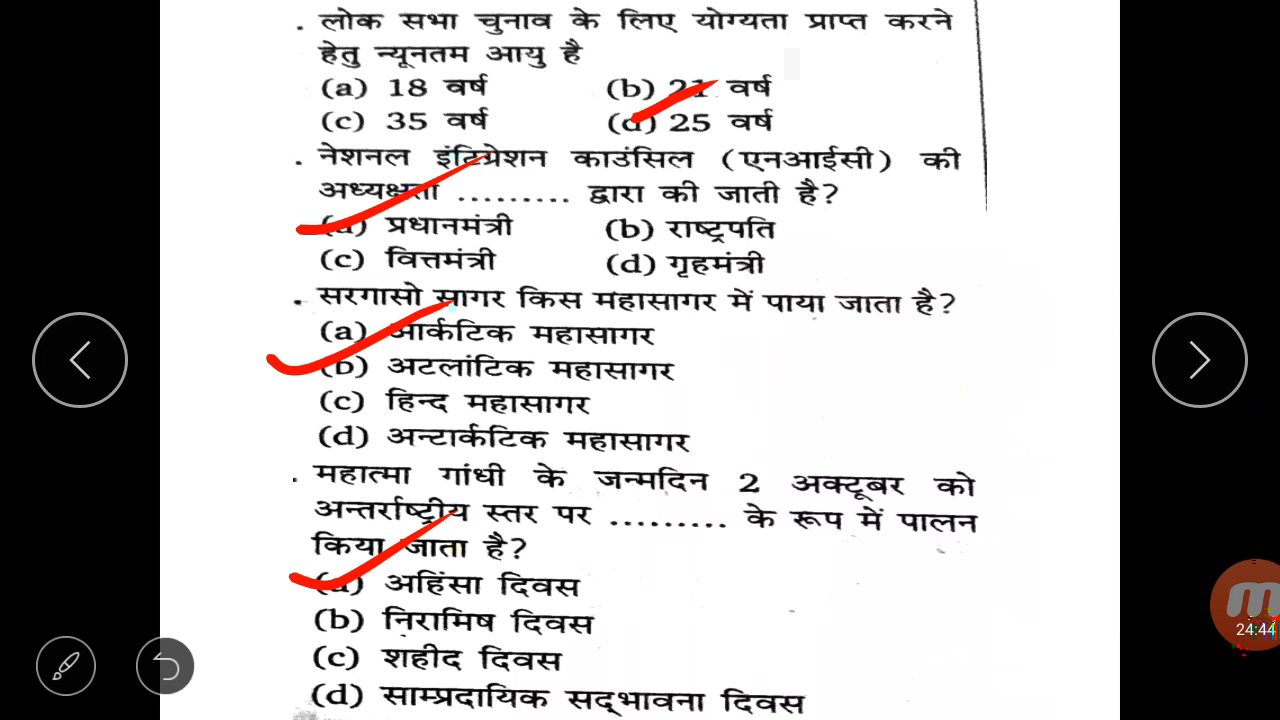 . लोक सभा चुनाव के लिए योग्यता प्राप्त करने
हेतु न्यूनतम आयु है
(a) 18 वर्ष (b) 21 वर्ष
(c) 35 वर्ष (d) 25 वर्ष
. नेशनल इंटिग्रेशन काउंसिल (एनआईसी) की
अध्यक्षता ......... द्वारा की जाती है?
(a) प्रधानमंत्री (b) राष्ट्रपति
(c) वित्तमंत्री (d) गृहमंत्री
. सरगासो सागर किस महासागर में पाया जाता है?
(a) आर्कटिक महासागर
(b) अटलांटिक महासागर
(c) हिन्द महासागर
(d) अन्टार्कटिक महासागर
. महात्मा गांधी के जन्मदिन 2 अक्टूबर को
अन्तर्राष्ट्रीय स्तर पर ......... के रूप में पालन
किया जाता है?
(a) अहिंसा दिवस
(b) निरामिष दिवस
(c) शहीद दिवस
(d) साम्प्रदायिक सद्भावना दिवस
24:44